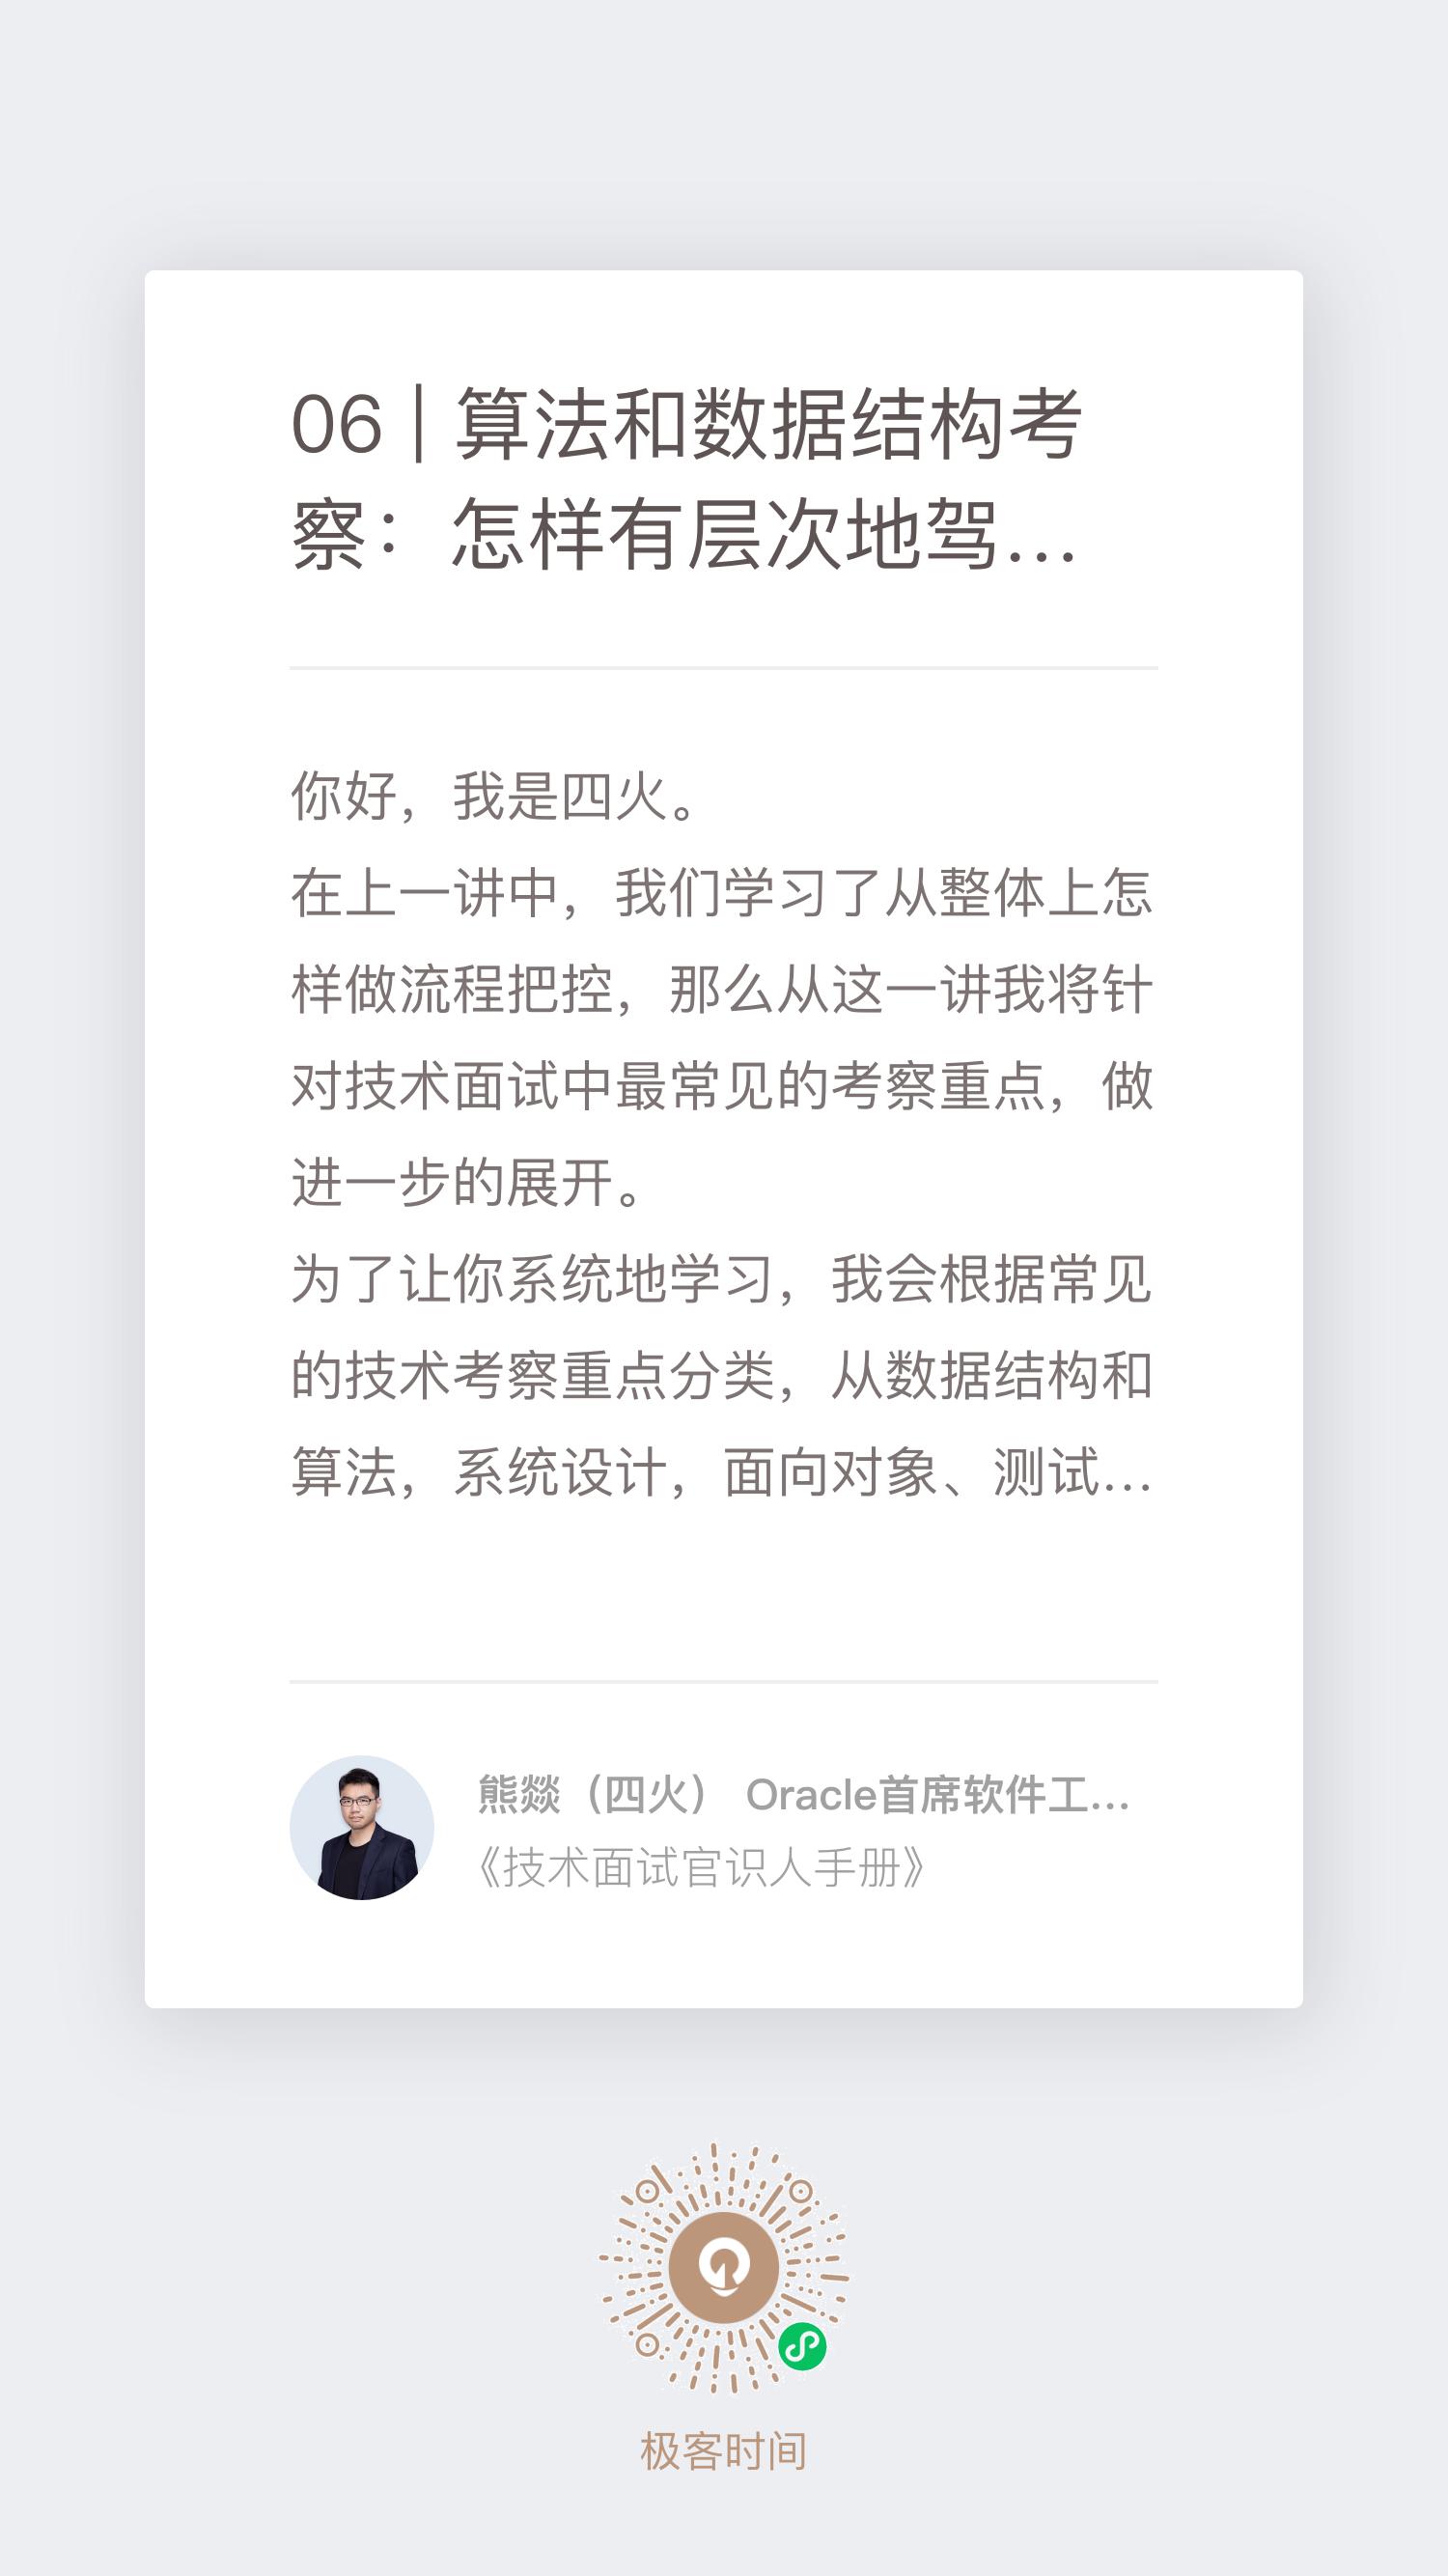 06 | 算法和数据结构考
察：怎样有层次地驾...
你好，我是四火。
在上一讲中，我们学习了从整体上怎
样做流程把控，那么从这一讲我将针
对技术面试中最常见的考察重点，做
进一步的展开。
为了让你系统地学习，我会根据常见
的技术考察重点分类，从数据结构和
算法，系统设计，面向对象、测试...
熊燚（四火） Oracle首席软件工...
《技术面试官识人手册》
极客时间